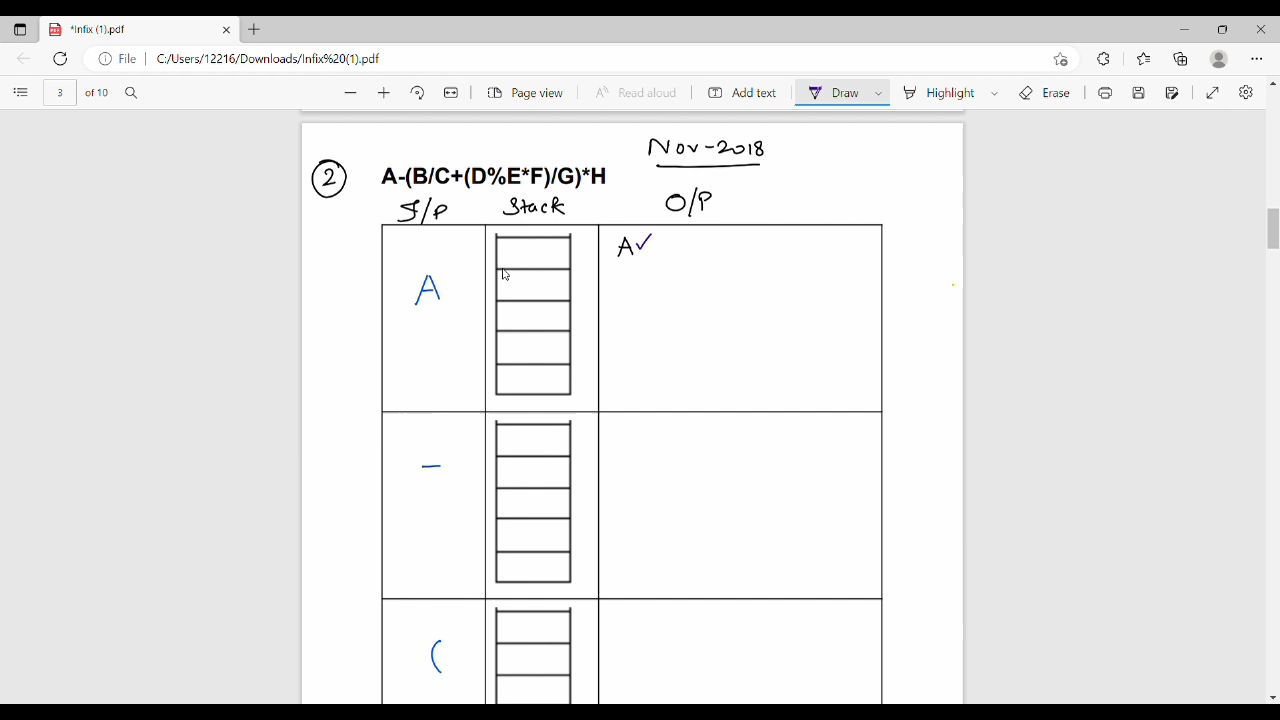 *Infix (1).pdf
File
C:/Users/12216/Downloads/Infix%20(1).pdf
3 of 10
Page view
Read aloud
Add text
Draw
Highlight
Erase
Nov-2018
2 A-(B/C+(D%E*F)/G)*H
I/P Stack O/P
A A✓
-
(